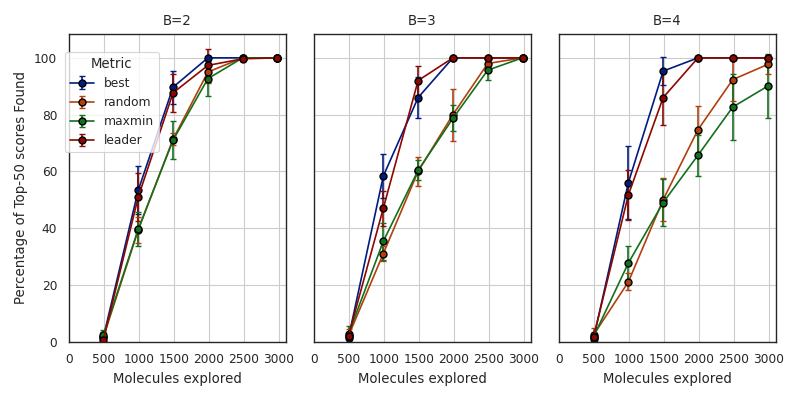 B=2
B=3
B=4
Percentage of Top-50 scores Found
100
80
60
40
20
0
Metric
best
random
maxmin
leader
0 500 1000 1500 2000 2500 3000
0 500 1000 1500 2000 2500 3000
0 500 1000 1500 2000 2500 3000
Molecules explored
Molecules explored
Molecules explored